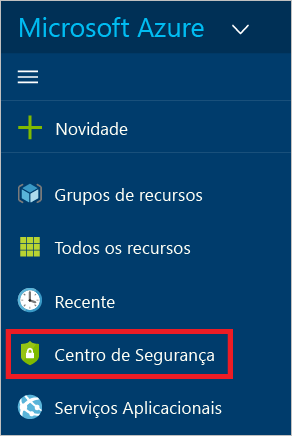 Microsoft Azure
Novidade
Grupos de recursos
Todos os recursos
Recente
Centro de Segurança
Serviços Aplicacionais